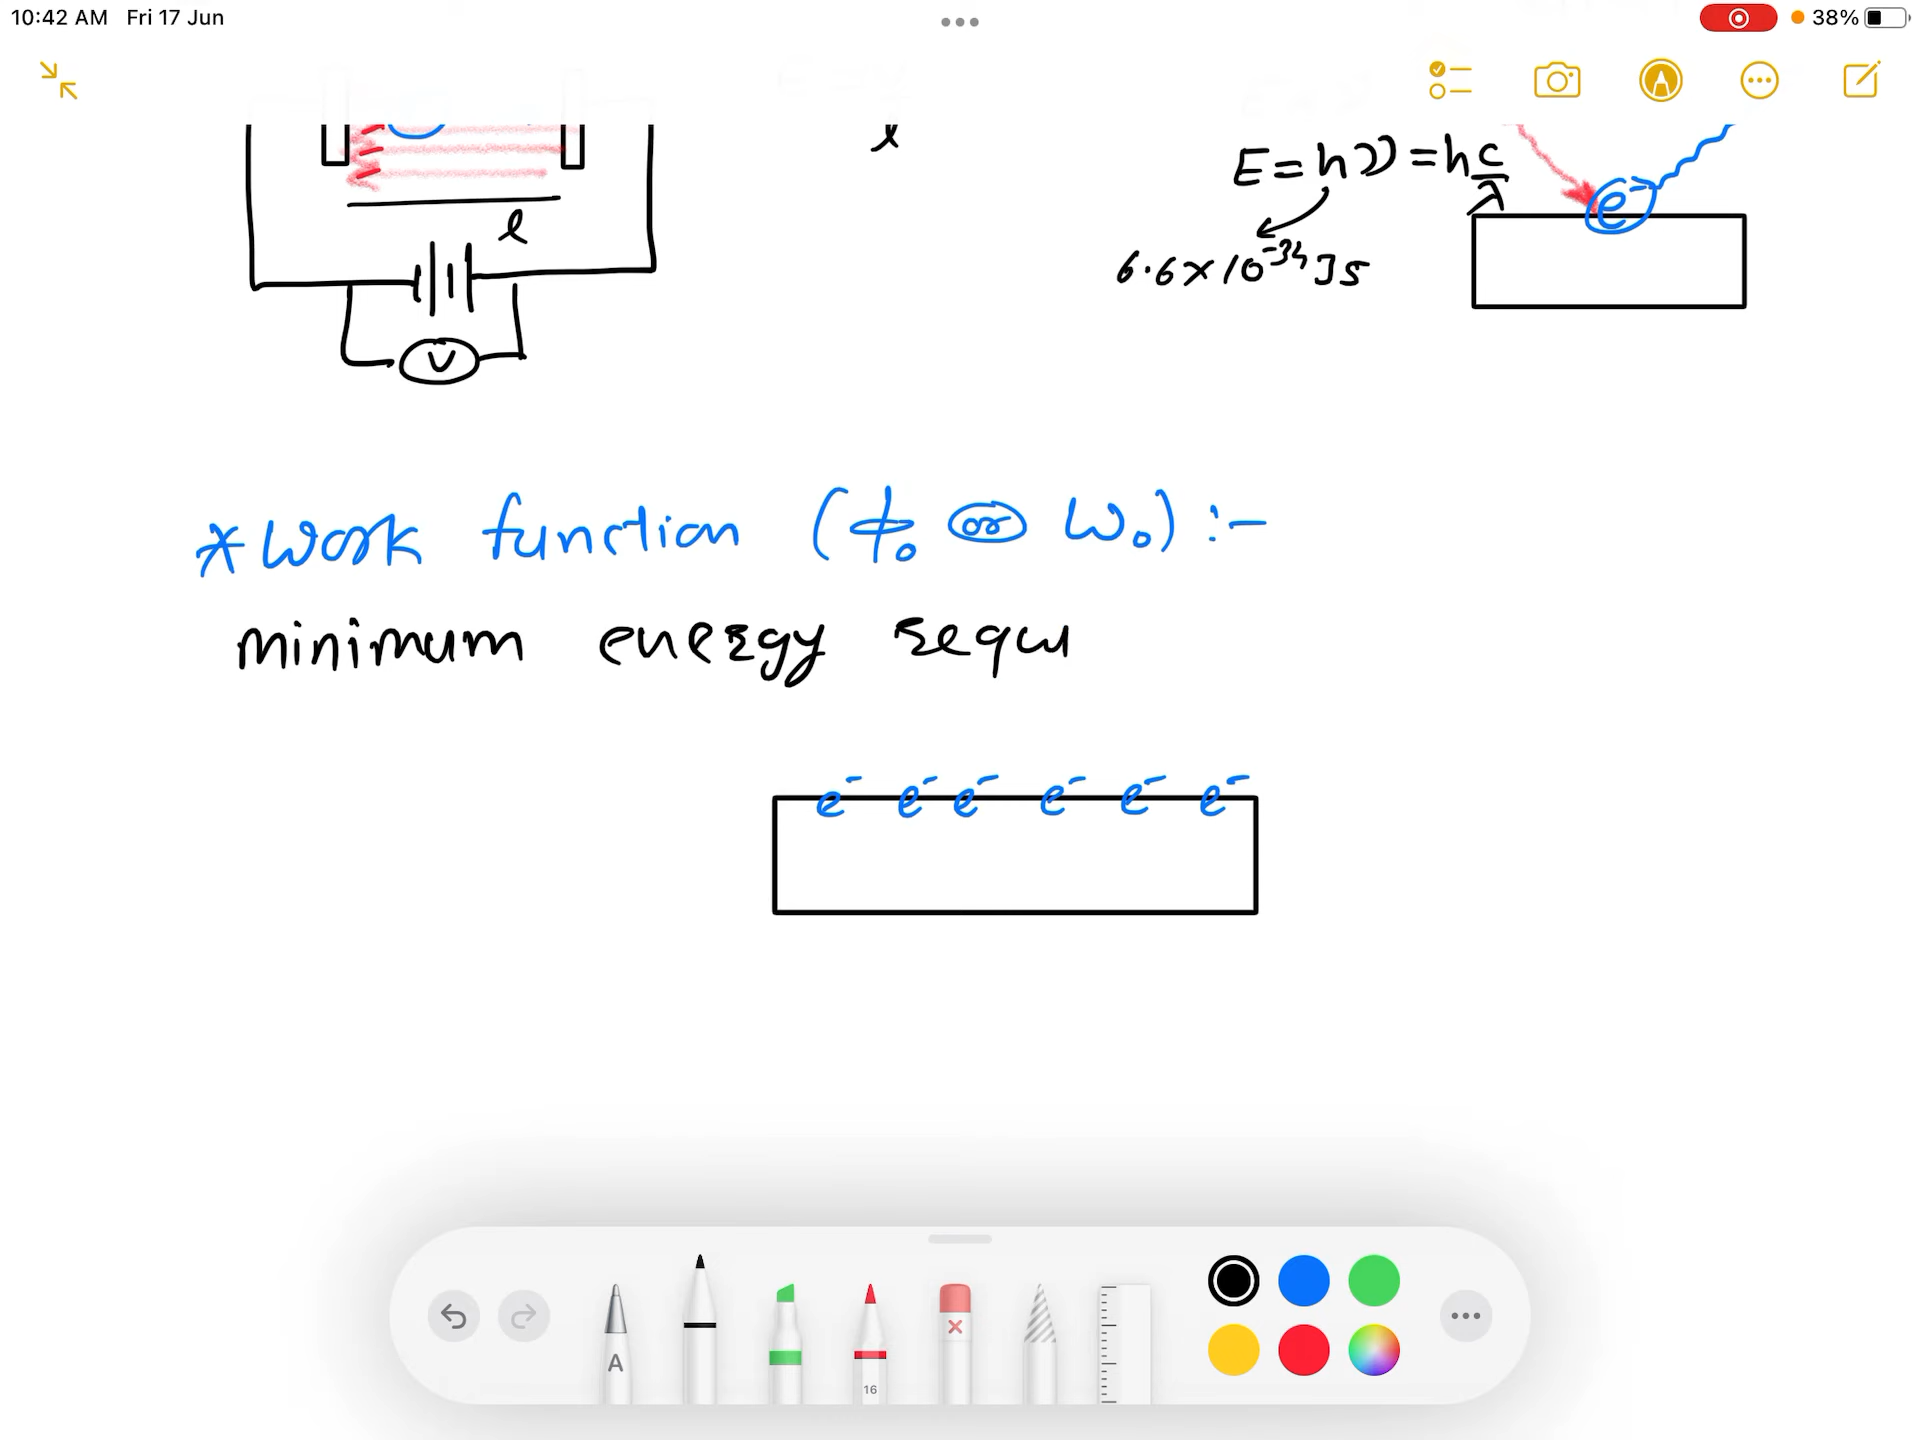 10:42 AM Fri 17 Jun
38%
l
E = hν = hc/λ
e⁻
l
6.6 × 10⁻³⁴ Js
V
*Work function (ϕ₀ or W₀) :-
minimum energy requi
e⁻ e⁻ e⁻ e⁻ e⁻ e⁻
A
16